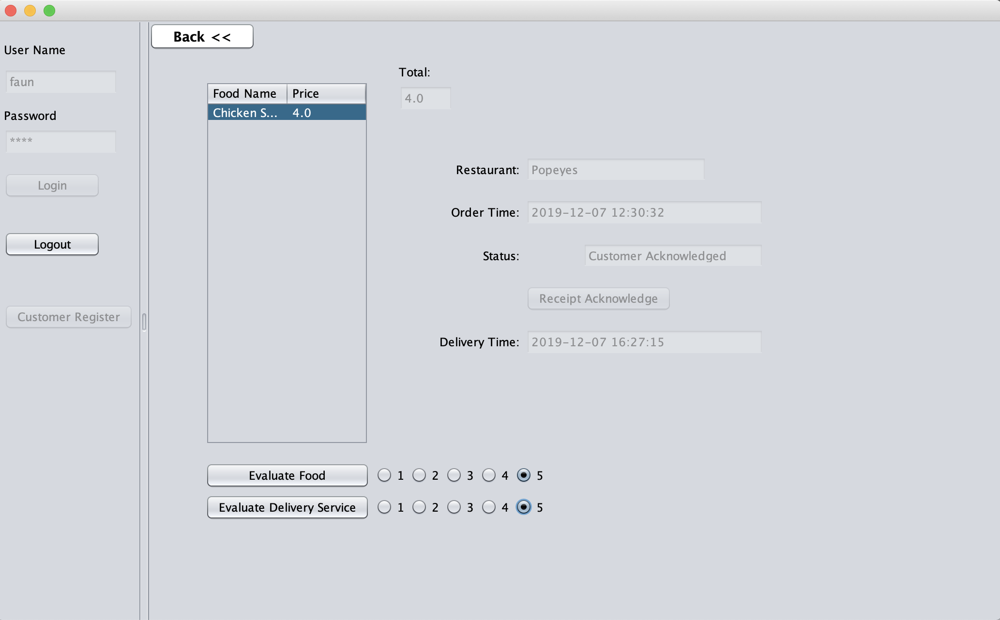 User Name
faun
Password
****
Login
Logout
Customer Register
Back <<
Food Name Price
Chicken S... 4.0
Total:
4.0
Restaurant: Popeyes
Order Time: 2019-12-07 12:30:32
Status: Customer Acknowledged
Receipt Acknowledge
Delivery Time: 2019-12-07 16:27:15
Evaluate Food 1 2 3 4 5
Evaluate Delivery Service 1 2 3 4 5